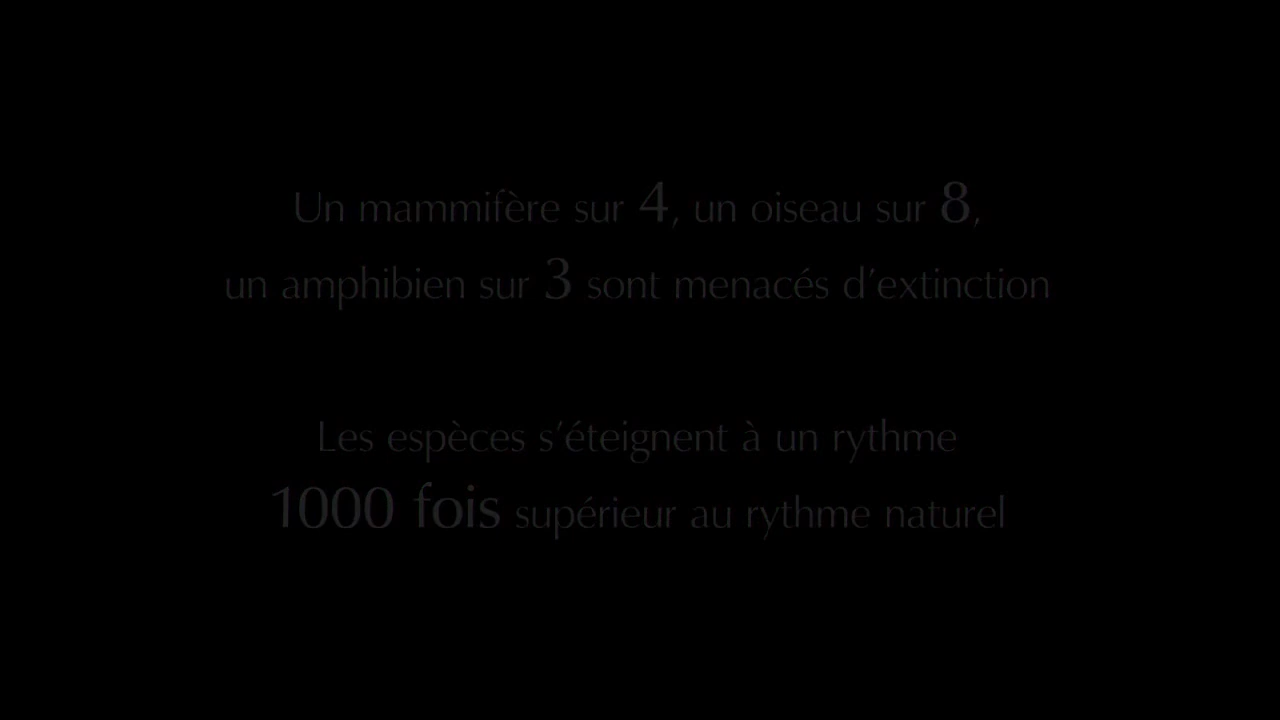 Un mammifère sur 4, un oiseau sur 8,
un amphibien sur 3 sont menacés d’extinction
Les espèces s’éteignent à un rythme
1000 fois supérieur au rythme naturel